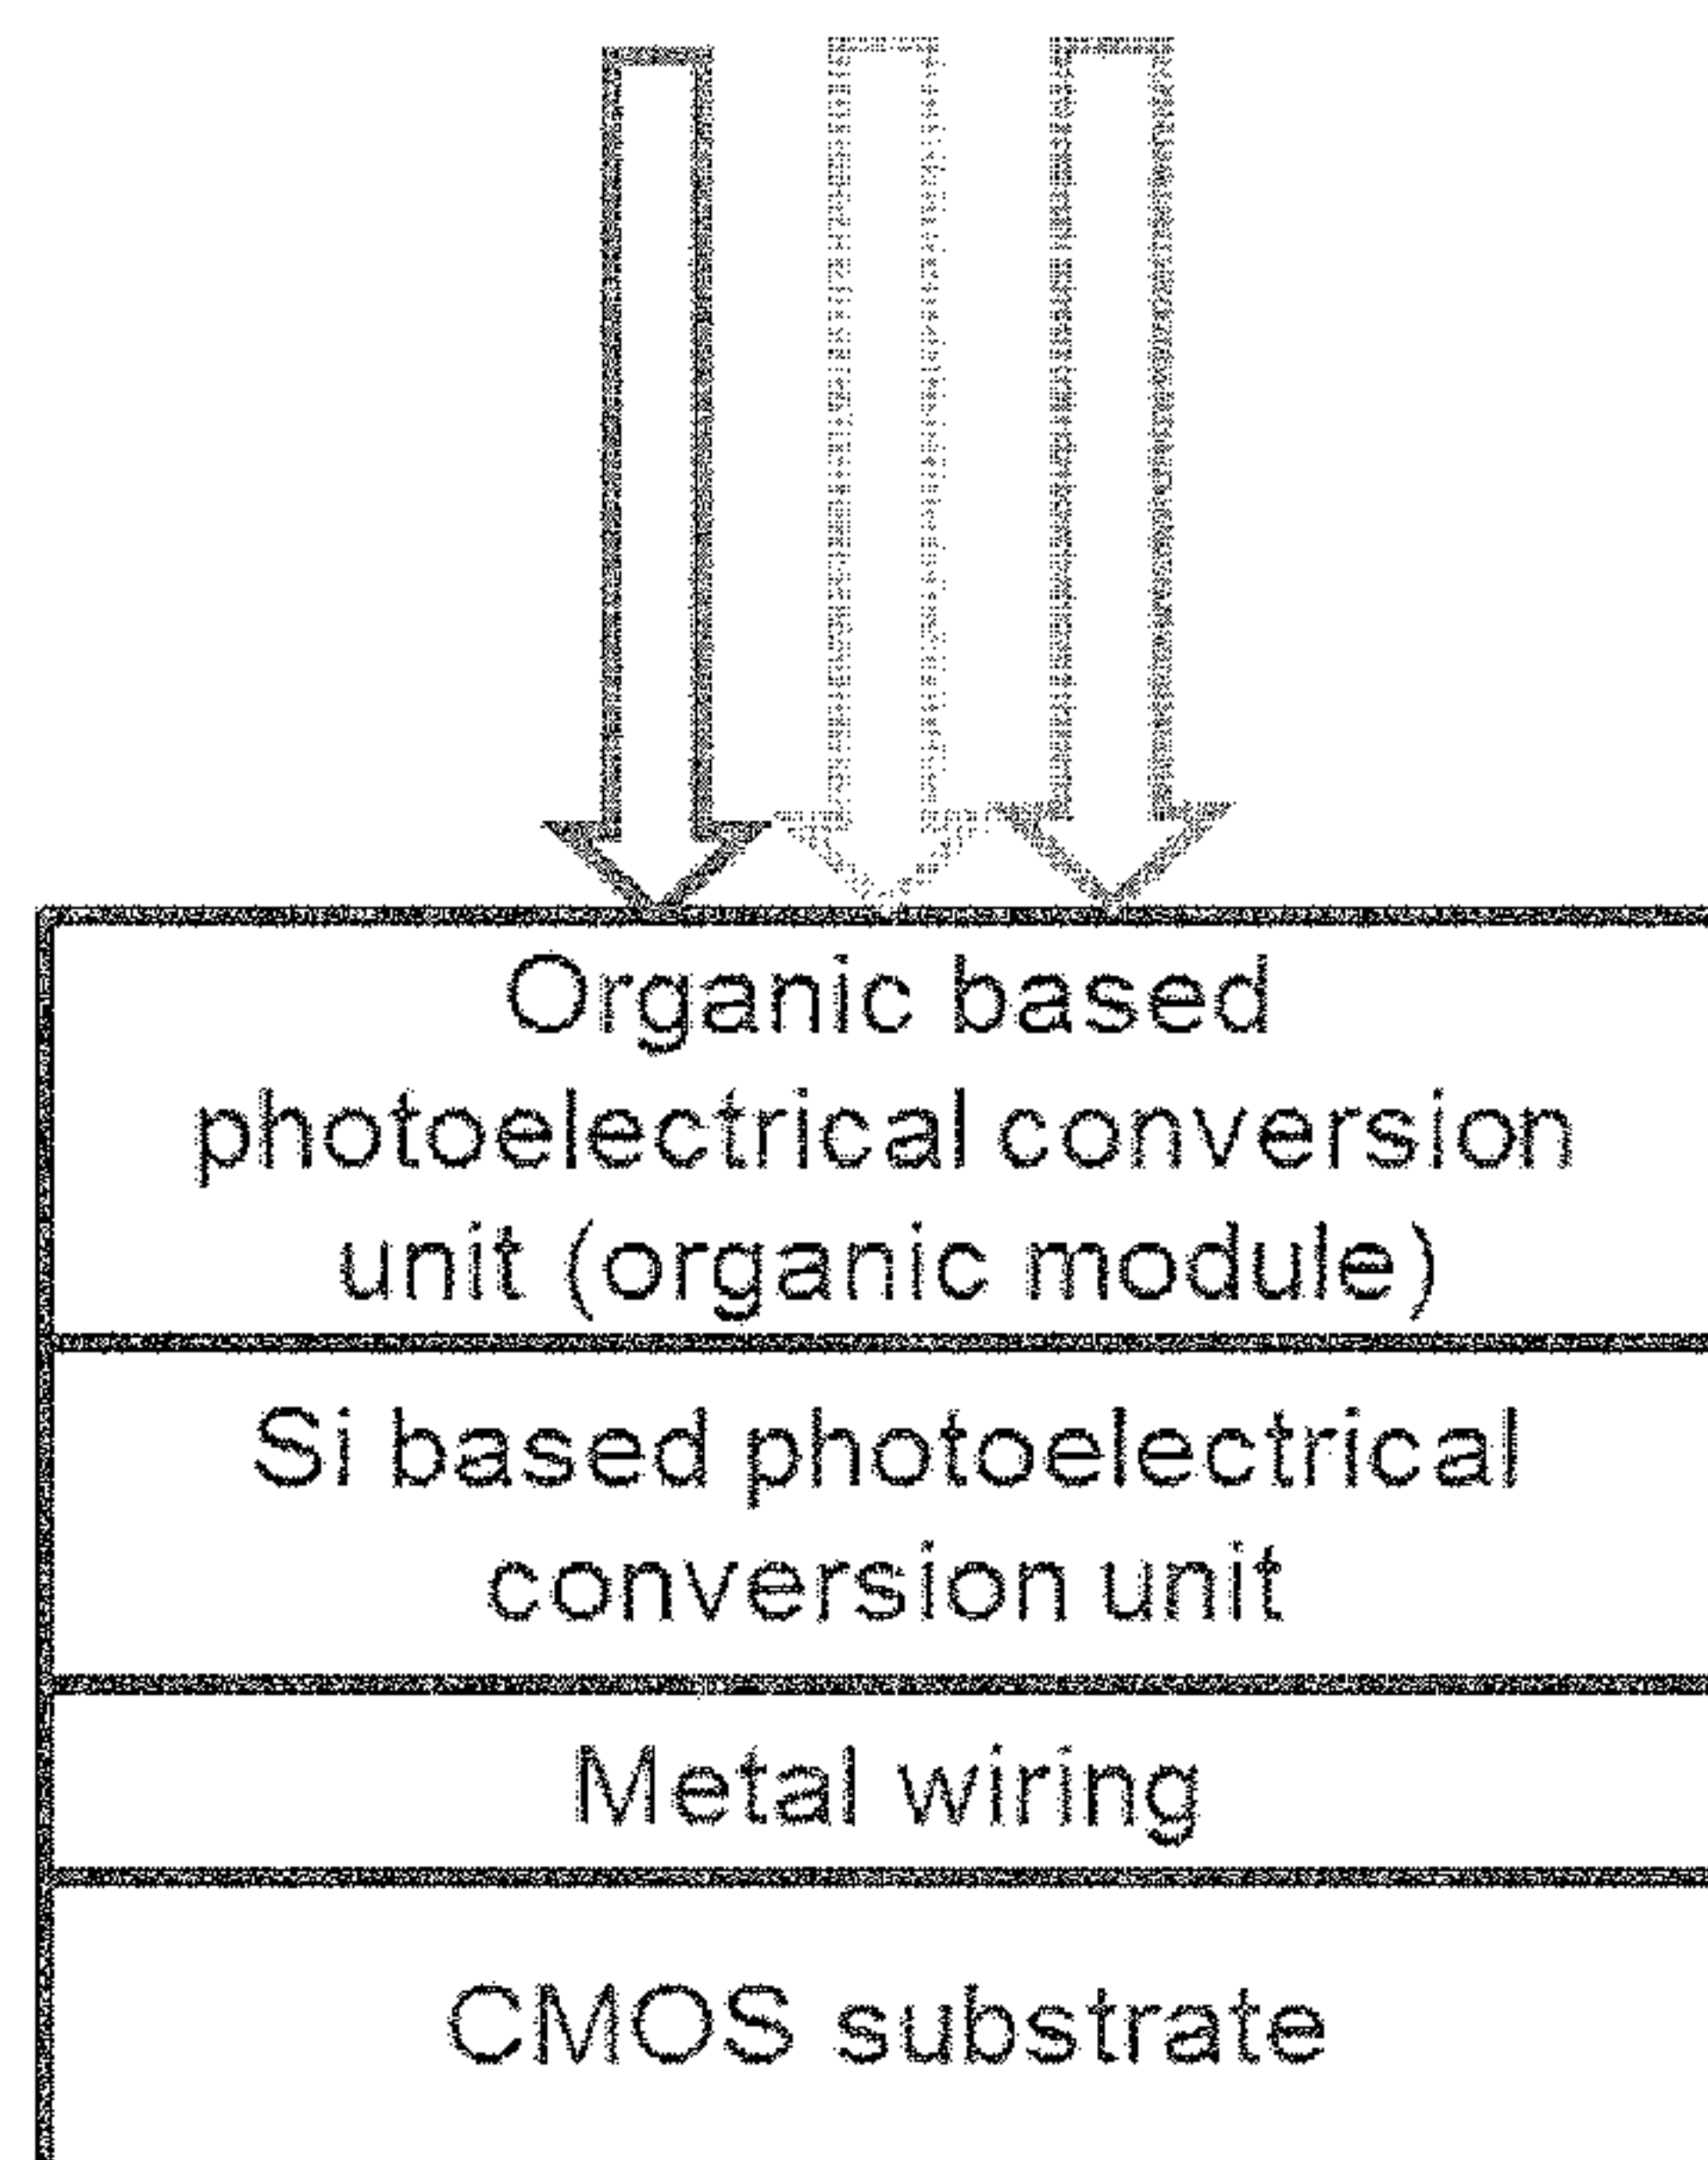 Organic based
photoelectrical conversion
unit (organic module)
Si based photoelectrical
conversion unit
Metal wiring
CMOS substrate